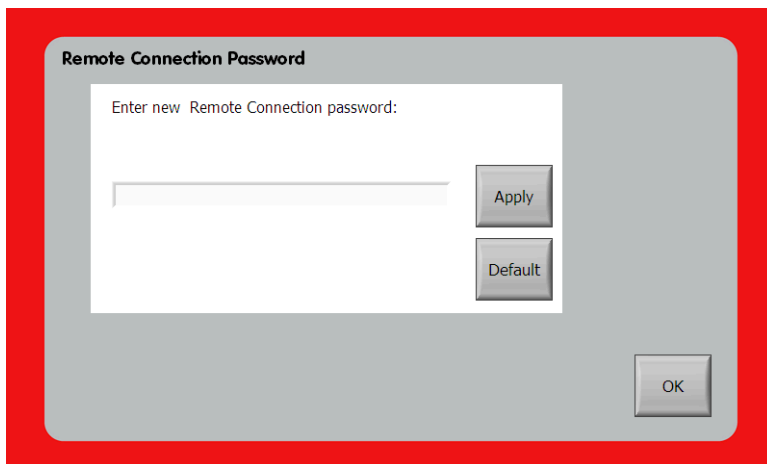 Remote Connection Password
Enter new  Remote Connection password:
Apply
Default
OK